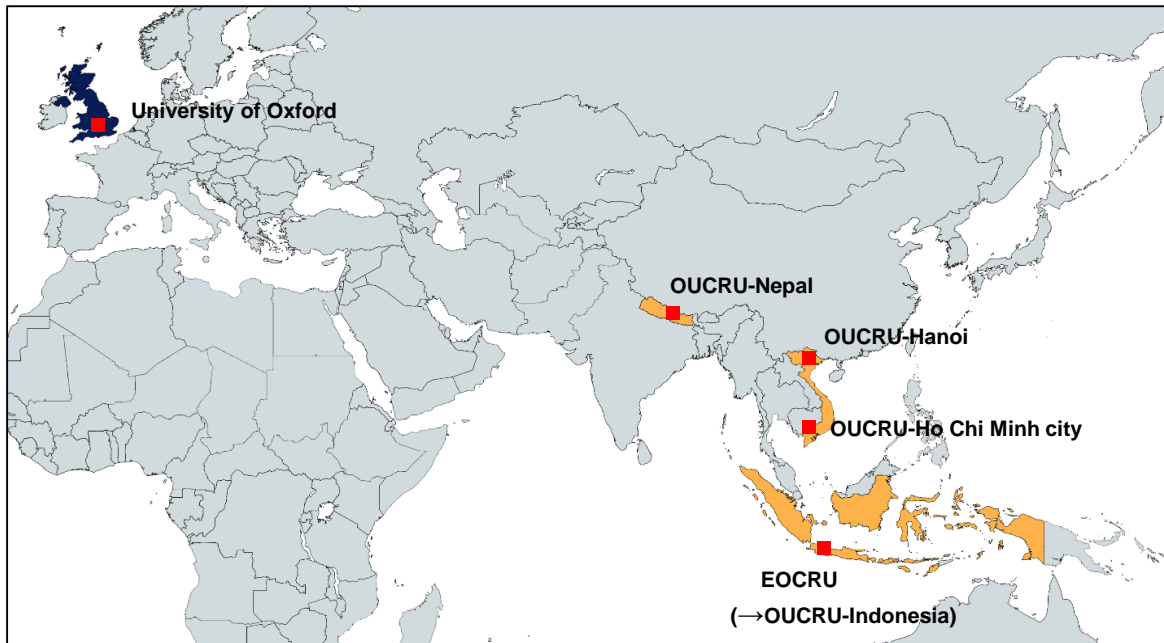 University of Oxford
OUCRU-Nepal
OUCRU-Hanoi
OUCRU-Ho Chi Minh city
EOCRU
(→OUCRU-Indonesia)